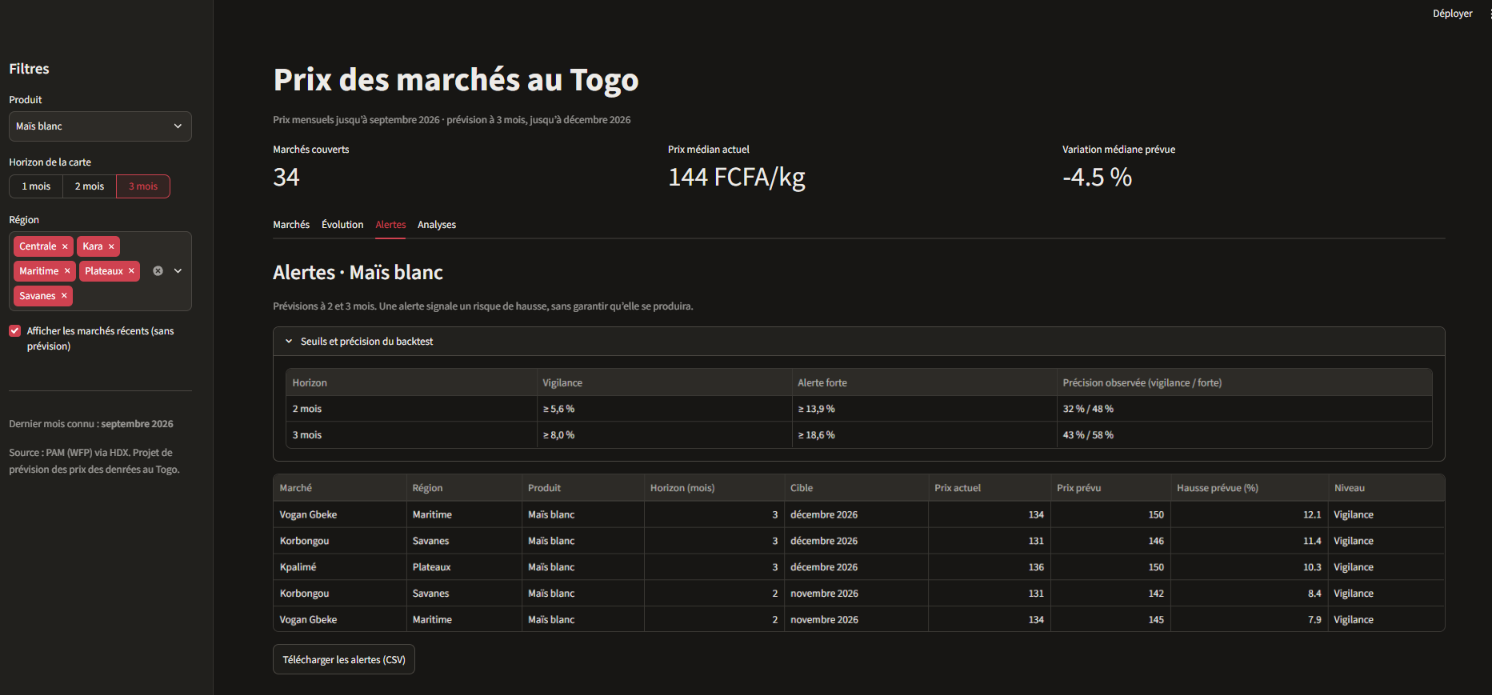 Déployer
Filtres
Produit
Maïs blanc
Horizon de la carte
1 mois 2 mois 3 mois
Région
Centrale × Kara ×
Maritime × Plateaux ×
Savanes ×
Afficher les marchés récents (sans
prévision)
Dernier mois connu : septembre 2026
Source : PAM (WFP) via HDX. Projet de
prévision des prix des denrées au Togo.
Prix des marchés au Togo
Prix mensuels jusqu'à septembre 2026 · prévision à 3 mois, jusqu'à décembre 2026
Marchés couverts Prix médian actuel Variation médiane prévue
34 144 FCFA/kg -4.5 %
Marchés Évolution Alertes Analyses
Alertes · Maïs blanc
Prévisions à 2 et 3 mois. Une alerte signale un risque de hausse, sans garantir qu'elle se produira.
Seuils et précision du backtest
Horizon Vigilance Alerte forte Précision observée (vigilance / forte)
2 mois ≥ 5,6 % ≥ 13,9 % 32 % / 48 %
3 mois ≥ 8,0 % ≥ 18,6 % 43 % / 58 %
Marché Région Produit Horizon (mois) Cible Prix actuel Prix prévu Hausse prévue (%) Niveau
Vogan Gbeke Maritime Maïs blanc 3 décembre 2026 134 150 12.1 Vigilance
Korbongou Savanes Maïs blanc 3 décembre 2026 131 146 11.4 Vigilance
Kpalimé Plateaux Maïs blanc 3 décembre 2026 136 150 10.3 Vigilance
Korbongou Savanes Maïs blanc 2 novembre 2026 131 142 8.4 Vigilance
Vogan Gbeke Maritime Maïs blanc 2 novembre 2026 134 145 7.9 Vigilance
Télécharger les alertes (CSV)